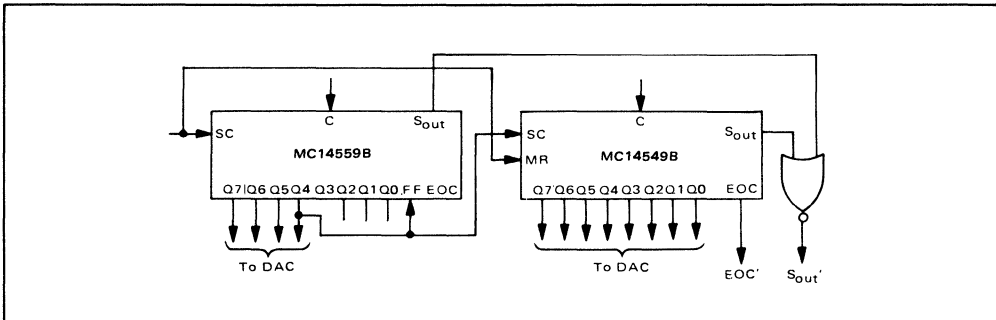 C
Sout
SC
MC14559B
Q7 Q6 Q5 Q4 Q3 Q2 Q1 Q0 FF EOC
To DAC
C
Sout
SC
MR
MC14549B
Q7 Q6 Q5 Q4 Q3 Q2 Q1 Q0 EOC
To DAC
EOC'
Sout'